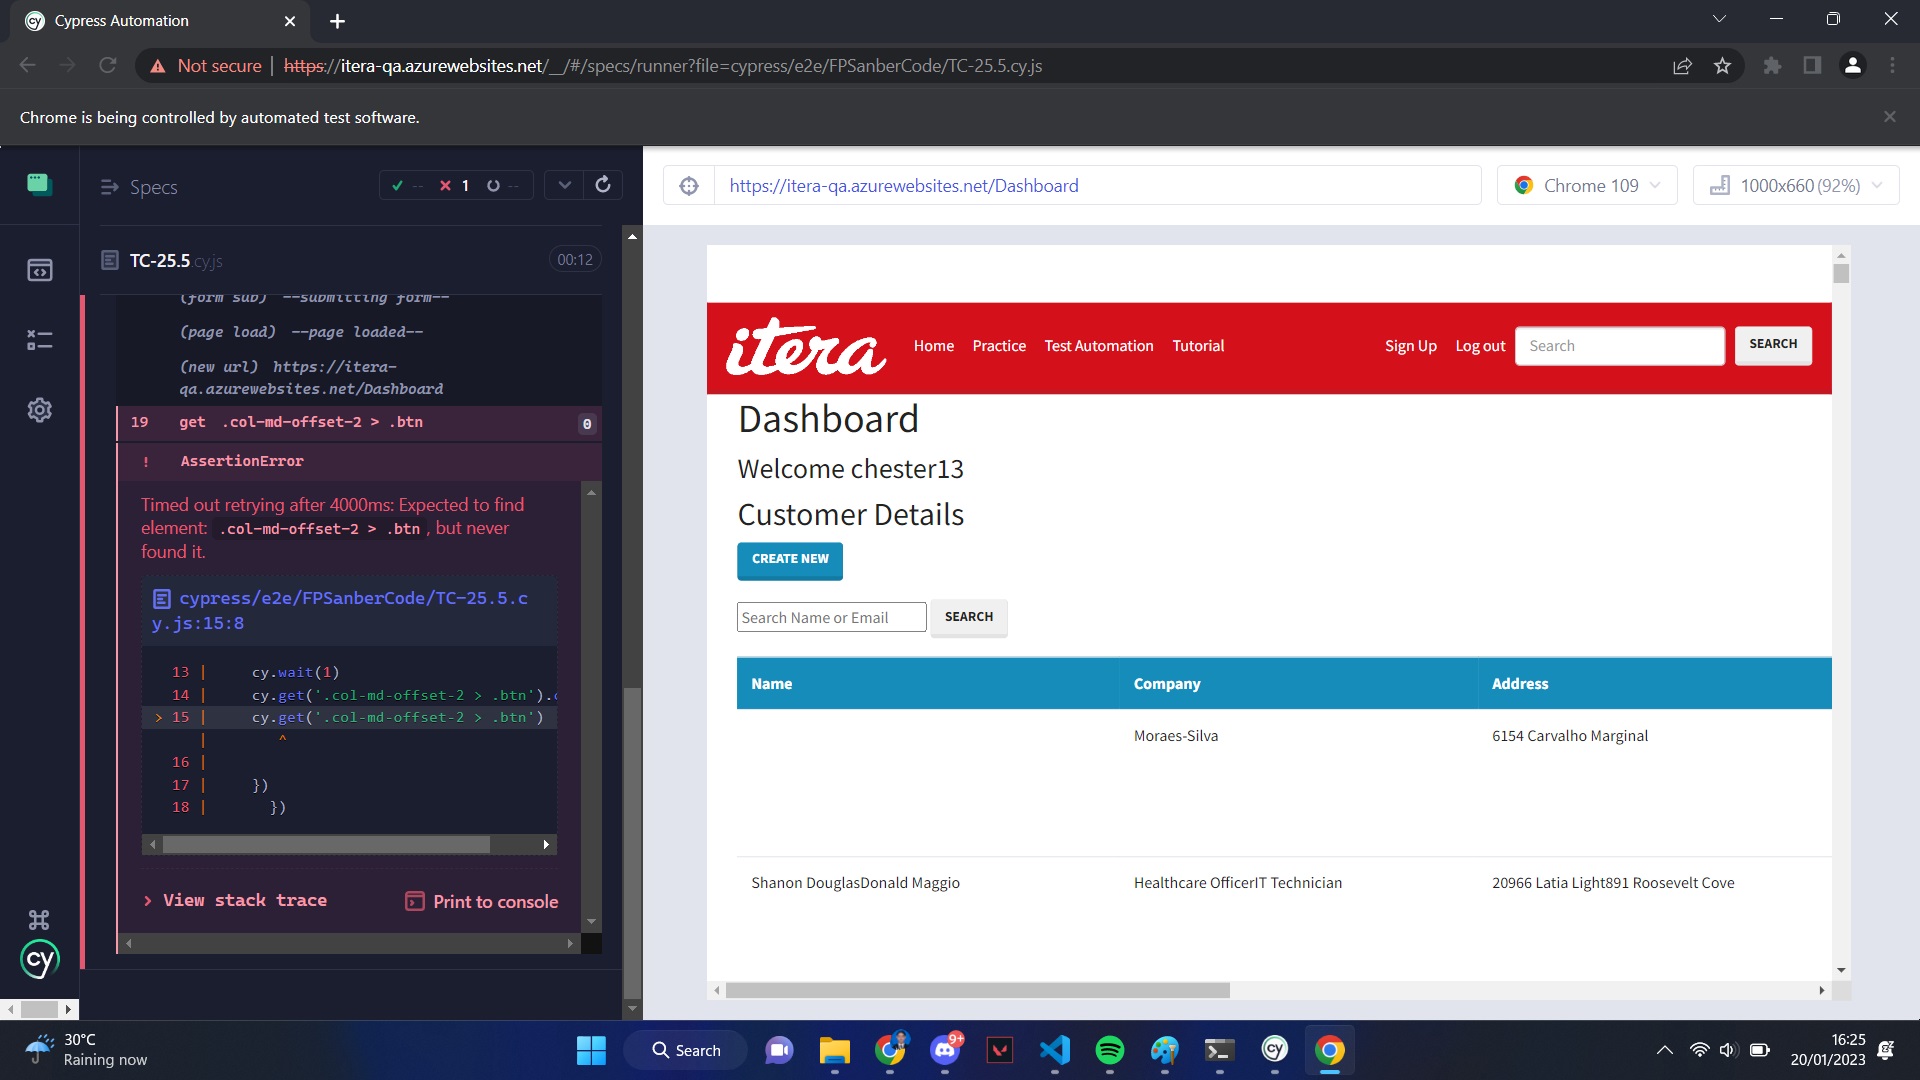 Cypress Automation
Not secure | https://itera-qa.azurewebsites.net/__/#/specs/runner?file=cypress/e2e/FPSanberCode/TC-25.5.cy.js
Chrome is being controlled by automated test software.
Specs
-- 1 --
TC-25.5.cy.js 00:12
(form sub) --submitting form--
(page load) --page loaded--
(new url) https://itera-
qa.azurewebsites.net/Dashboard
19 get .col-md-offset-2 > .btn 0
! AssertionError
Timed out retrying after 4000ms: Expected to find
element: .col-md-offset-2 > .btn, but never
found it.
cypress/e2e/FPSanberCode/TC-25.5.c
y.js:15:8
13 | cy.wait(1)
14 | cy.get('.col-md-offset-2 > .btn').
> 15 | cy.get('.col-md-offset-2 > .btn')
| ^
16 |
17 | })
18 | })
> View stack trace
Print to console
cy
https://itera-qa.azurewebsites.net/Dashboard
Chrome 109
1000x660 (92%)
itera
Home Practice Test Automation Tutorial
Sign Up Log out Search SEARCH
Dashboard
Welcome chester13
Customer Details
CREATE NEW
Search Name or Email SEARCH
Name Company Address
Moraes-Silva 6154 Carvalho Marginal
Shanon DouglasDonald Maggio Healthcare OfficerIT Technician 20966 Latia Light891 Roosevelt Cove
30°C
Raining now
Search
9+
cy
16:25
20/01/2023